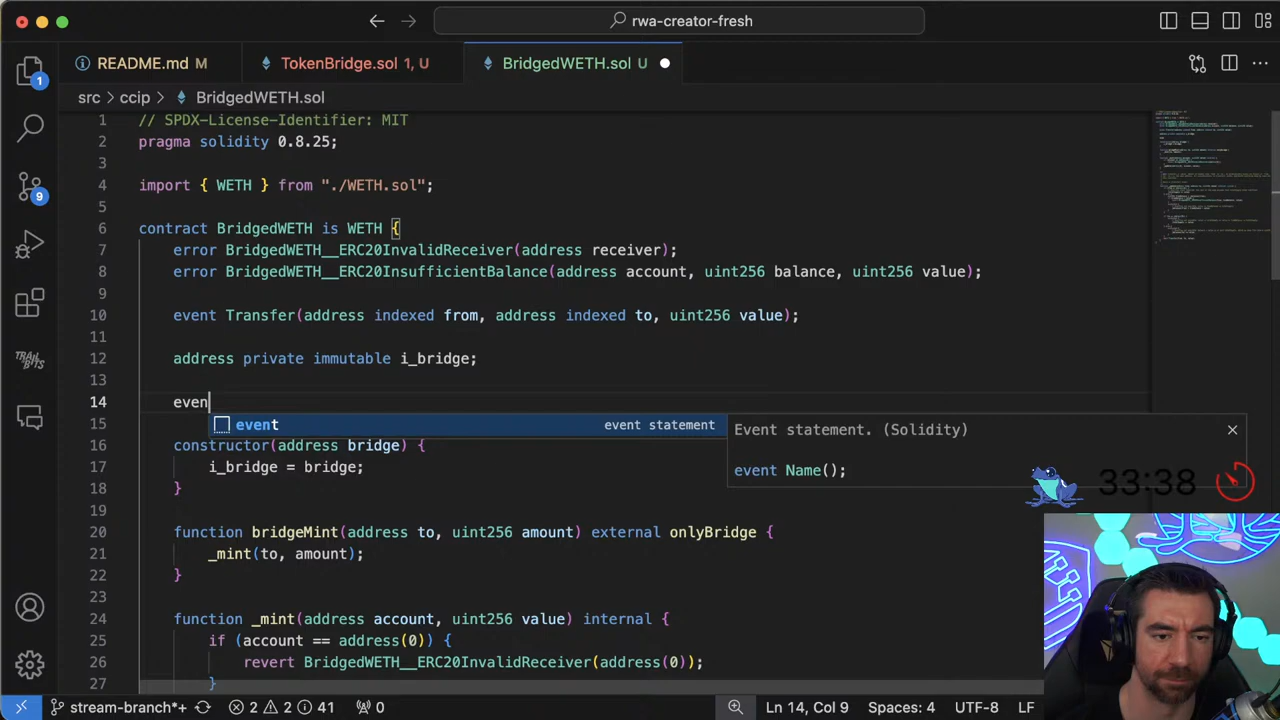 rwa-creator-fresh
README.md M
TokenBridge.sol 1, U
BridgedWETH.sol U
src > ccip > BridgedWETH.sol
1 // SPDX-License-Identifier: MIT
2 pragma solidity 0.8.25;
3
4 import { WETH } from "./WETH.sol";
5
6 contract BridgedWETH is WETH {
7 error BridgedWETH__ERC20InvalidReceiver(address receiver);
8 error BridgedWETH__ERC20InsufficientBalance(address account, uint256 balance, uint256 value);
9
10 event Transfer(address indexed from, address indexed to, uint256 value);
11
12 address private immutable i_bridge;
13
14 even
event event statement
Event statement. (Solidity)
event Name();
15
16 constructor(address bridge) {
17 i_bridge = bridge;
18 }
19
20 function bridgeMint(address to, uint256 amount) external onlyBridge {
21 _mint(to, amount);
22 }
23
24 function _mint(address account, uint256 value) internal {
25 if (account == address(0)) {
26 revert BridgedWETH__ERC20InvalidReceiver(address(0));
27 }
1
9
TRAIL
BITS
33:38
stream-branch*+ 2 2 41 0 Ln 14, Col 9 Spaces: 4 UTF-8 LF